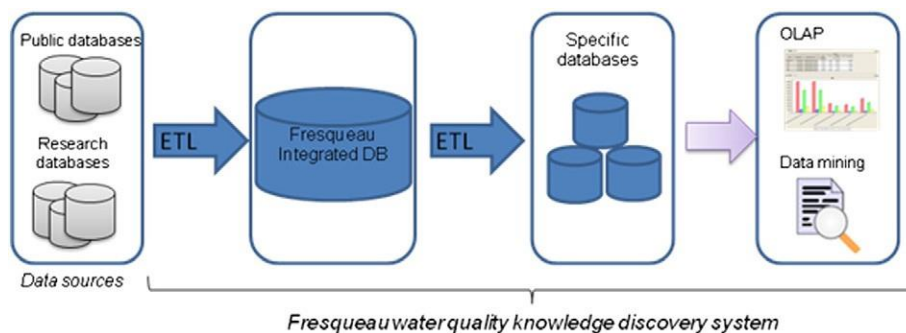 Public databases
Research
databases
Data sources
ETL
Fresqueau
Integrated DB
ETL
Specific
databases
OLAP
Data mining
Fresqueau water quality knowledge discovery system